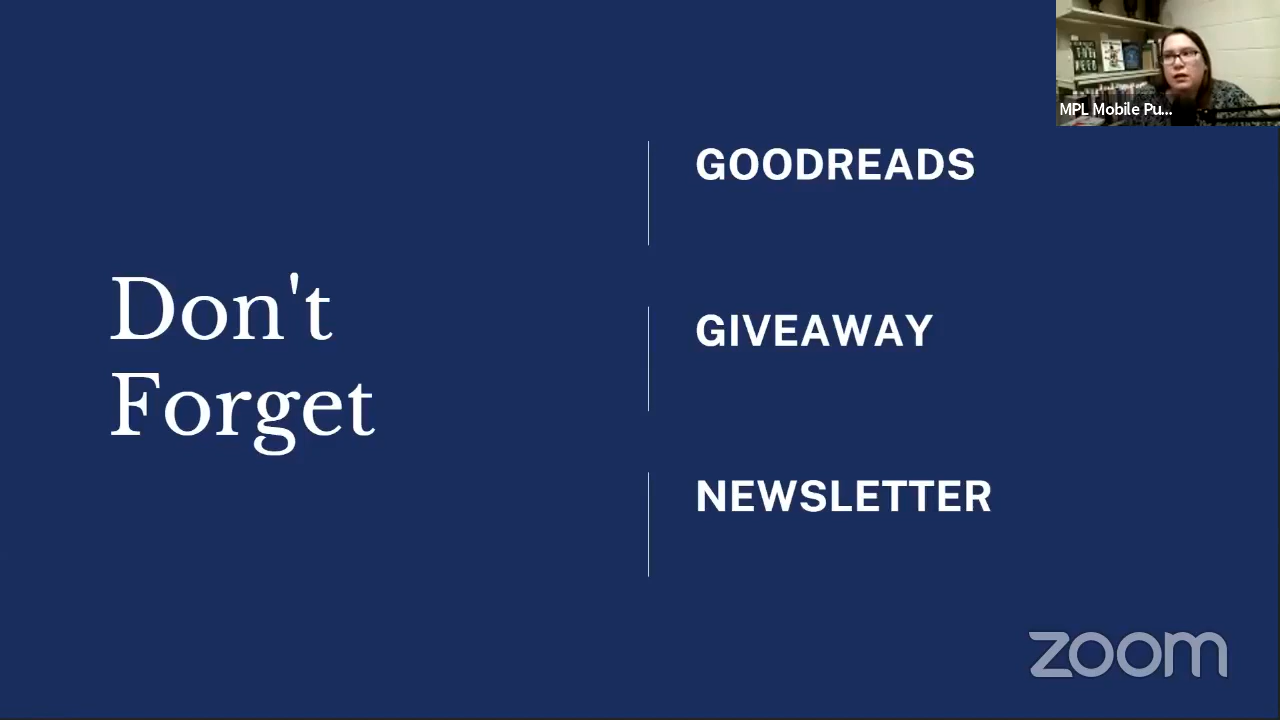 MPL Mobile Pu...
GOODREADS
Don't
Forget
GIVEAWAY
NEWSLETTER
zoom